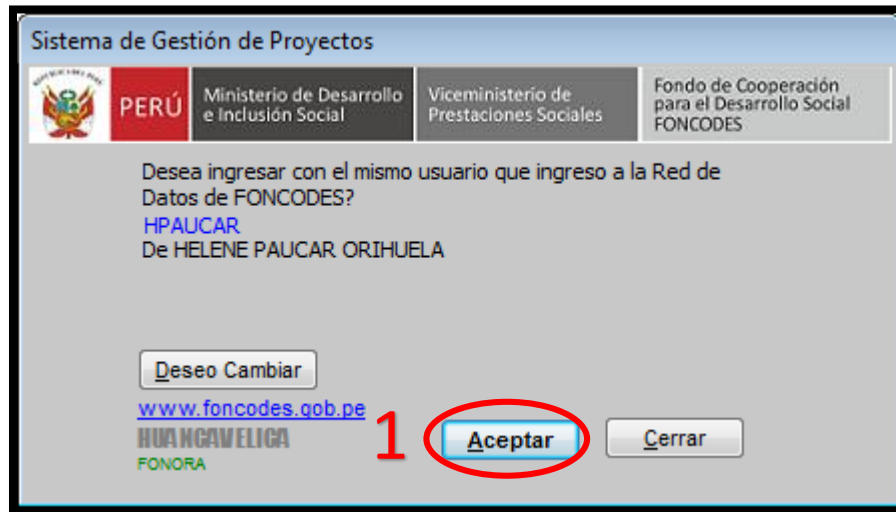 Sistema de Gestión de Proyectos
PERÚ
Ministerio de Desarrollo
e Inclusión Social
Viceministerio de
Prestaciones Sociales
Fondo de Cooperación
para el Desarrollo Social
FONCODES
Desea ingresar con el mismo usuario que ingreso a la Red de
Datos de FONCODES?
HPAUCAR
De HELENE PAUCAR ORIHUELA
Deseo Cambiar
www.foncodes.gob.pe
HUANCAVELICA
FONORA
1
Aceptar
Cerrar